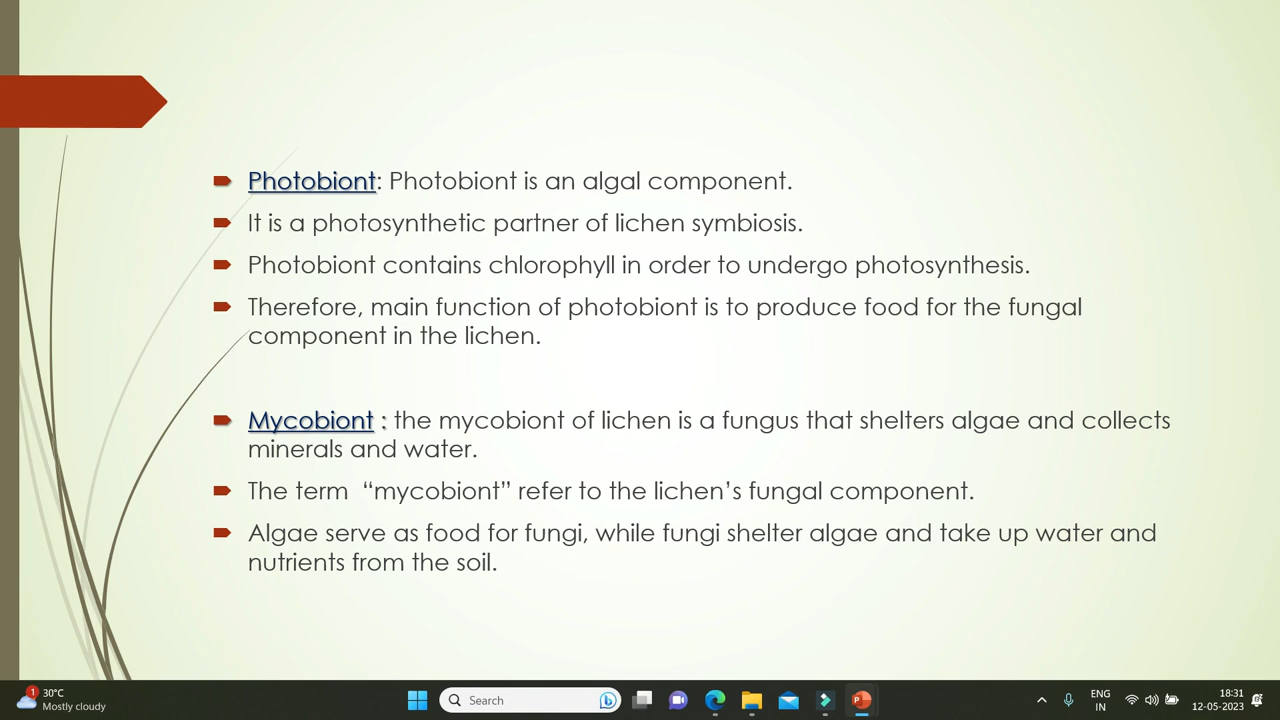 Photobiont: Photobiont is an algal component.
It is a photosynthetic partner of lichen symbiosis.
Photobiont contains chlorophyll in order to undergo photosynthesis.
Therefore, main function of photobiont is to produce food for the fungal
component in the lichen.
Mycobiont : the mycobiont of lichen is a fungus that shelters algae and collects
minerals and water.
The term “mycobiont” refer to the lichen’s fungal component.
Algae serve as food for fungi, while fungi shelter algae and take up water and
nutrients from the soil.
1
30°C
Mostly cloudy
Search
ENG
IN
18:31
12-05-2023